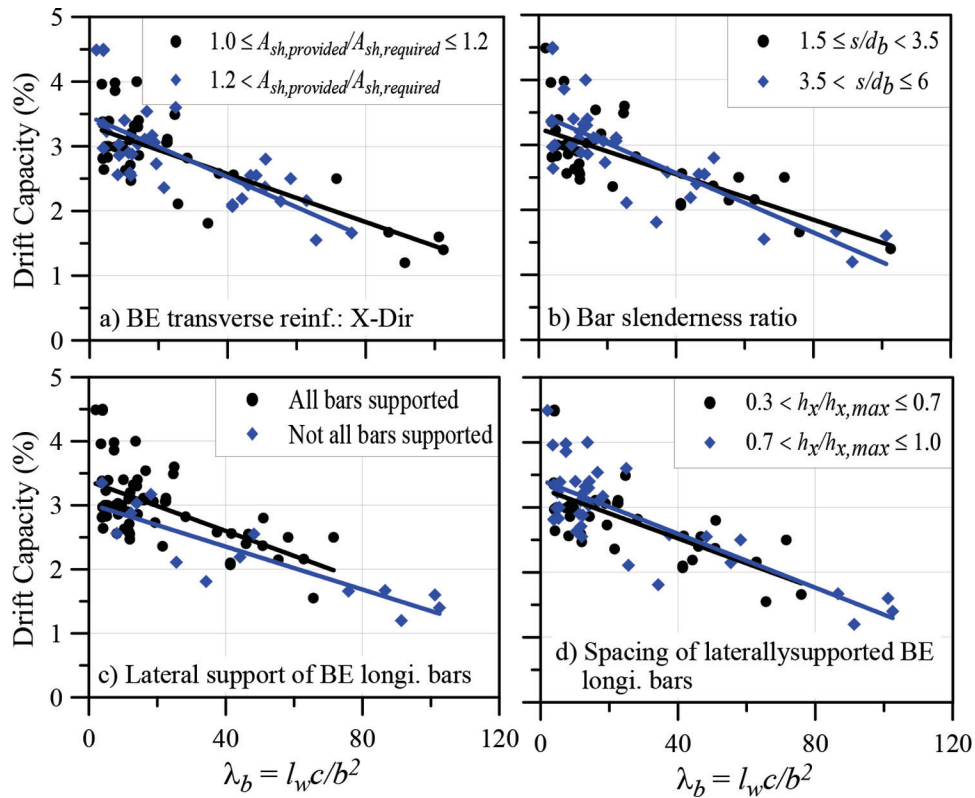 5
4
3
2
1
0
Drift Capacity (%)
1.0 ≤ A_sh,provided/A_sh,required ≤ 1.2
1.2 < A_sh,provided/A_sh,required
a) BE transverse reinf.: X-Dir
1.5 ≤ s/d_b < 3.5
3.5 < s/d_b ≤ 6
b) Bar slenderness ratio
5
4
3
2
1
0
Drift Capacity (%)
All bars supported
Not all bars supported
c) Lateral support of BE longi. bars
0.3 < h_x/h_x,max ≤ 0.7
0.7 < h_x/h_x,max ≤ 1.0
d) Spacing of laterallysupported BE
longi. bars
0 40 80 120
λ_b = l_wc/b²
0 40 80 120
λ_b = l_wc/b²